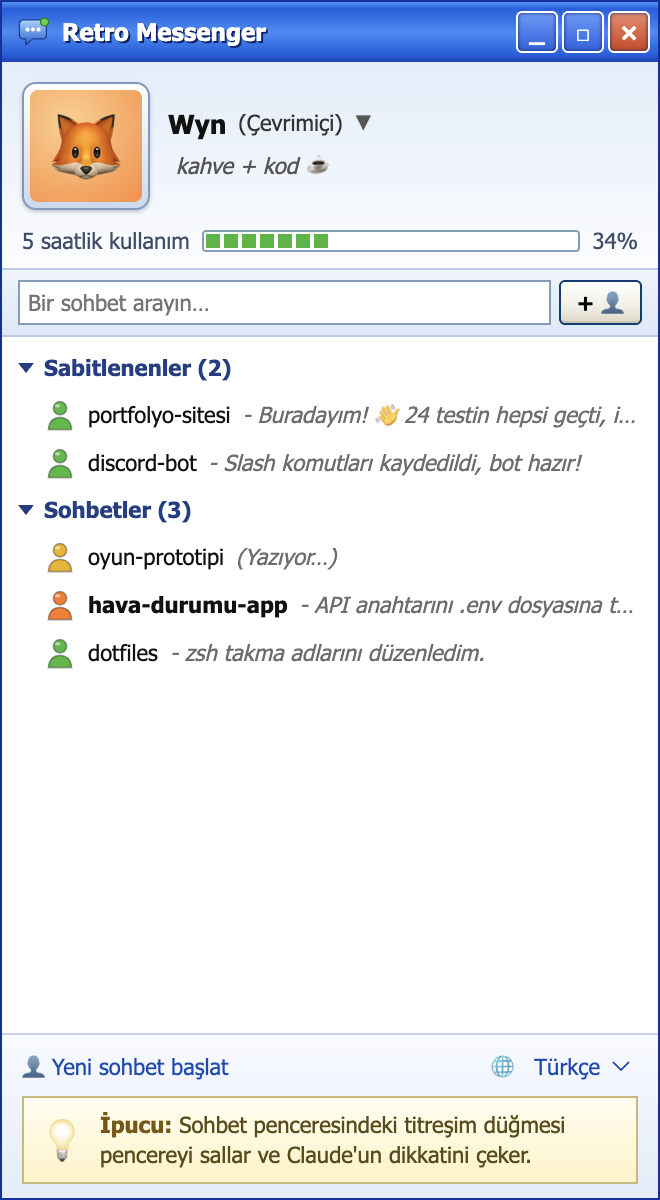 Retro Messenger
Wyn (Çevrimiçi) ▼
kahve + kod ☕
5 saatlik kullanım 34%
Bir sohbet arayın...
+
Sabitlenenler (2)
portfolyo-sitesi - Buradayım! 👋 24 testin hepsi geçti, i...
discord-bot - Slash komutları kaydedildi, bot hazır!
Sohbetler (3)
oyun-prototipi (Yazıyor...)
hava-durumu-app - API anahtarını .env dosyasına t...
dotfiles - zsh takma adlarını düzenledim.
Yeni sohbet başlat
Türkçe
İpucu: Sohbet penceresindeki titreşim düğmesi
pencereyi sallar ve Claude'un dikkatini çeker.